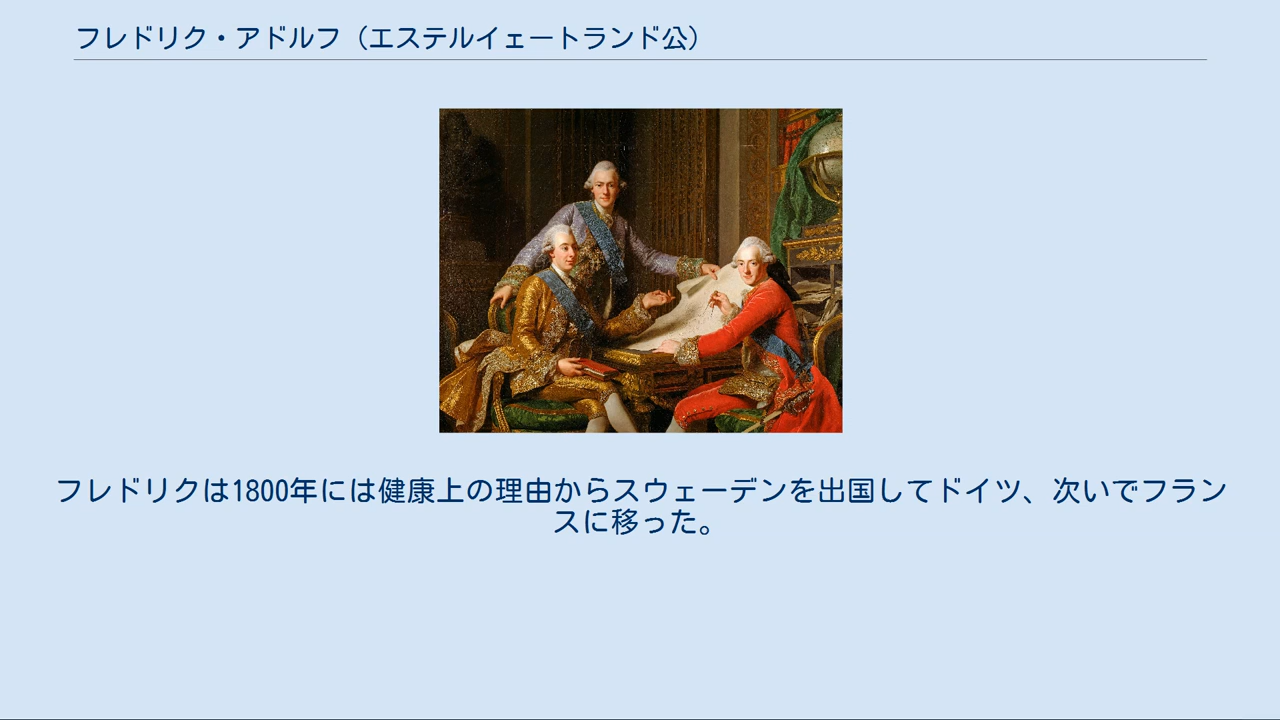 フレドリク・アドルフ（エステルイェートランド公）
フレドリクは1800年には健康上の理由からスウェーデンを出国してドイツ、次いでフラン
スに移った。